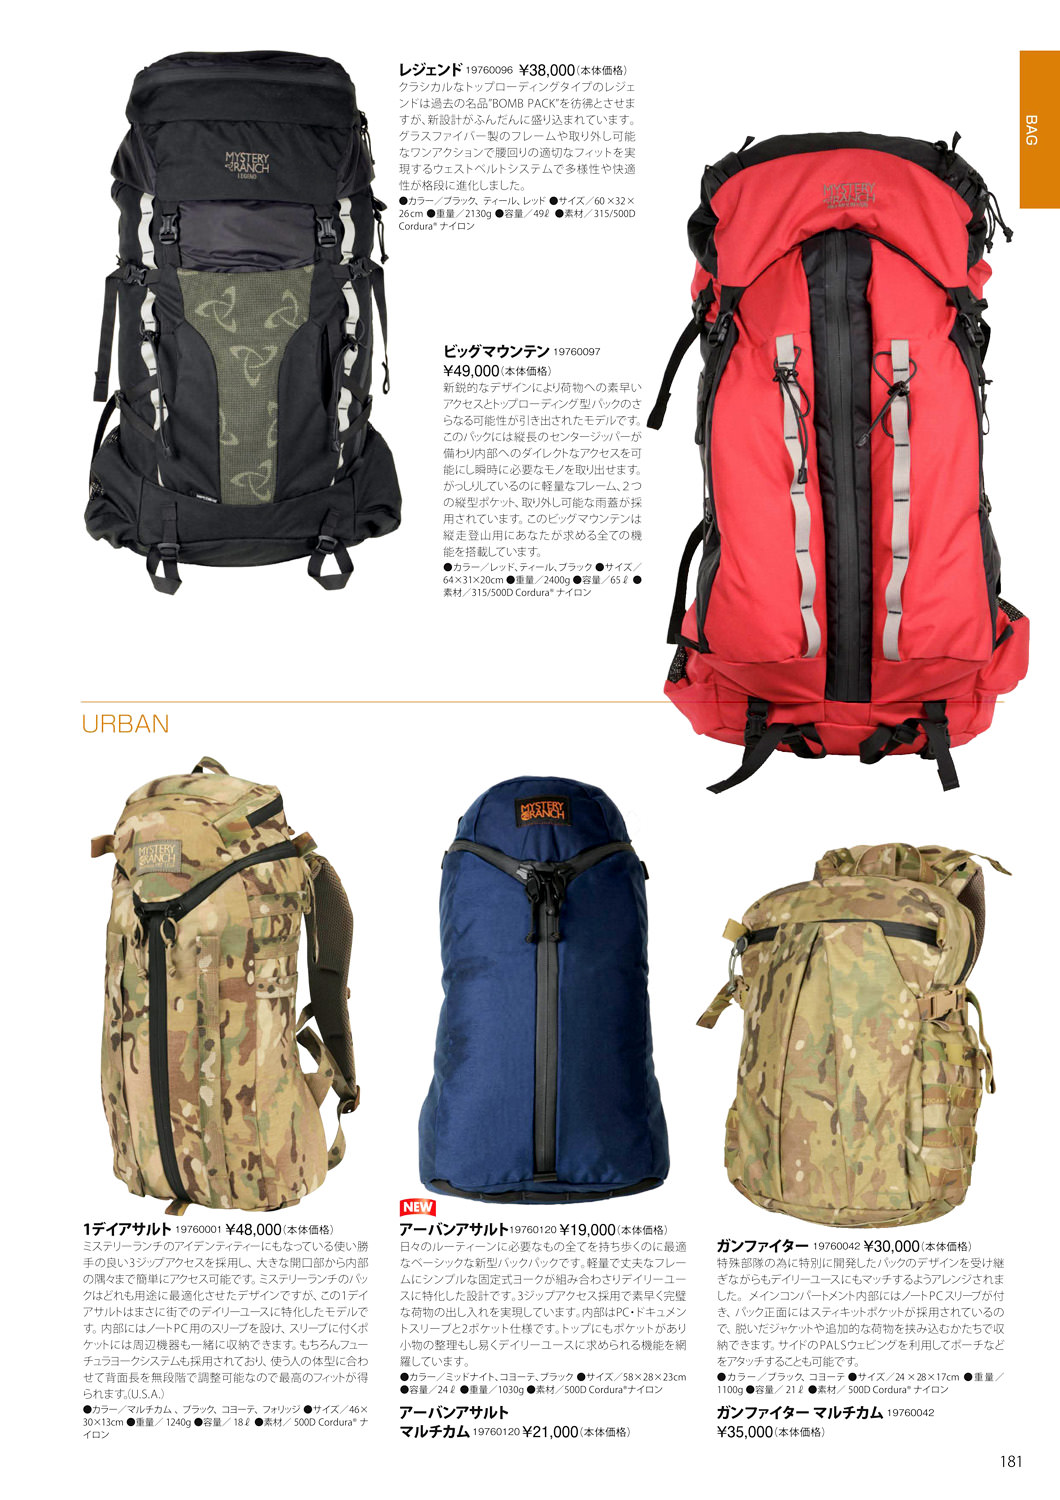 BAG
MYSTERY
RANCH
LEGEND
レジェンド 19760096 ¥38,000(本体価格)
クラシカルなトップローディングタイプのレジェ
ンドは過去の名品"BOMB PACK"を彷彿とさせま
すが、新設計がふんだんに盛り込まれています。
グラスファイバー製のフレームや取り外し可能
なワンアクションで腰回りの適切なフィットを実
現するウェストベルトシステムで多様性や快適
性が格段に進化しました。
●カラー／ブラック、ティール、レッド ●サイズ／60×32×
26cm ●重量／2130g ●容量／49ℓ ●素材／315/500D
Cordura® ナイロン
MYSTERY
RANCH
ビッグマウンテン 19760097
¥49,000(本体価格)
新鋭的なデザインにより荷物への素早い
アクセスとトップローディング型パックのさ
らなる可能性が引き出されたモデルです。
このパックには縦長のセンタージッパーが
備わり内部へのダイレクトなアクセスを可
能にし瞬時に必要なモノを取り出せます。
がっしりしているのに軽量なフレーム、2つ
の縦型ポケット、取り外し可能な雨蓋が採
用されています。このビッグマウンテンは
縦走登山用にあなたが求める全ての機
能を搭載しています。
●カラー／レッド、ティール、ブラック ●サイズ／
64×31×20cm ●重量／2400g ●容量／65ℓ ●
素材／315/500D Cordura® ナイロン
URBAN
MYSTERY
RANCH
MYSTERY
RANCH
1デイアサルト 19760001 ¥48,000(本体価格)
ミステリーランチのアイデンティティーにもなっている使い勝
手の良い3ジップアクセスを採用し、大きな開口部から内部
の隅々まで簡単にアクセス可能です。ミステリーランチのパッ
クはどれも用途に最適化させたデザインですが、この1デイ
アサルトはまさに街でのデイリーユースに特化したモデルで
す。内部にはノートPC用のスリーブを設け、スリーブに付くポ
ケットには周辺機器も一緒に収納できます。もちろんフュー
チュラヨークシステムも採用されており、使う人の体型に合わ
せて背面長を無段階で調整可能なので最高のフィットが得
られます。(U.S.A.)
●カラー／マルチカム 、ブラック、コヨーテ、フォリッジ ●サイズ／46×
30×13cm ●重量／ 1240g ●容量／ 18ℓ ●素材／ 500D Cordura® ナ
イロン
NEW
アーバンアサルト19760120 ¥19,000(本体価格)
日々のルーティーンに必要なもの全てを持ち歩くのに最適
なベーシックな新型パックパックです。軽量で丈夫なフレー
ムにシンプルな固定式ヨークが組み合わさりデイリーユー
スに特化した設計です。3ジップアクセス採用で素早く完璧
な荷物の出し入れを実現しています。内部はPC・ドキュメン
トスリーブと2ポケット仕様です。トップにもポケットがあり
小物の整理もし易くデイリーユースに求められる機能を網
羅しています。
●カラー／ミッドナイト、コヨーテ、ブラック ●サイズ／58×28×23cm
●容量／24ℓ ●重量／1030g ●素材／500D Cordura®ナイロン
アーバンアサルト
マルチカム 19760120 ¥21,000(本体価格)
ガンファイター 19760042 ¥30,000(本体価格)
特殊部隊の為に特別に開発したパックのデザインを受け継
ぎながらもデイリーユースにもマッチするようアレンジされま
した。 メインコンパートメント内部にはノートPCスリーブが付
き、パック正面にはスティキットポケットが採用されているの
で、脱いだジャケットや追加的な荷物を挟み込むかたちで収
納できます。サイドのPALSウェビングを利用してポーチなど
をアタッチすることも可能です。
●カラー／ブラック、コヨーテ ●サイズ／24×28×17cm ●重量／
1100g ●容量／ 21ℓ ●素材／ 500D Cordura® ナイロン
ガンファイター マルチカム 19760042
¥35,000(本体価格)
181